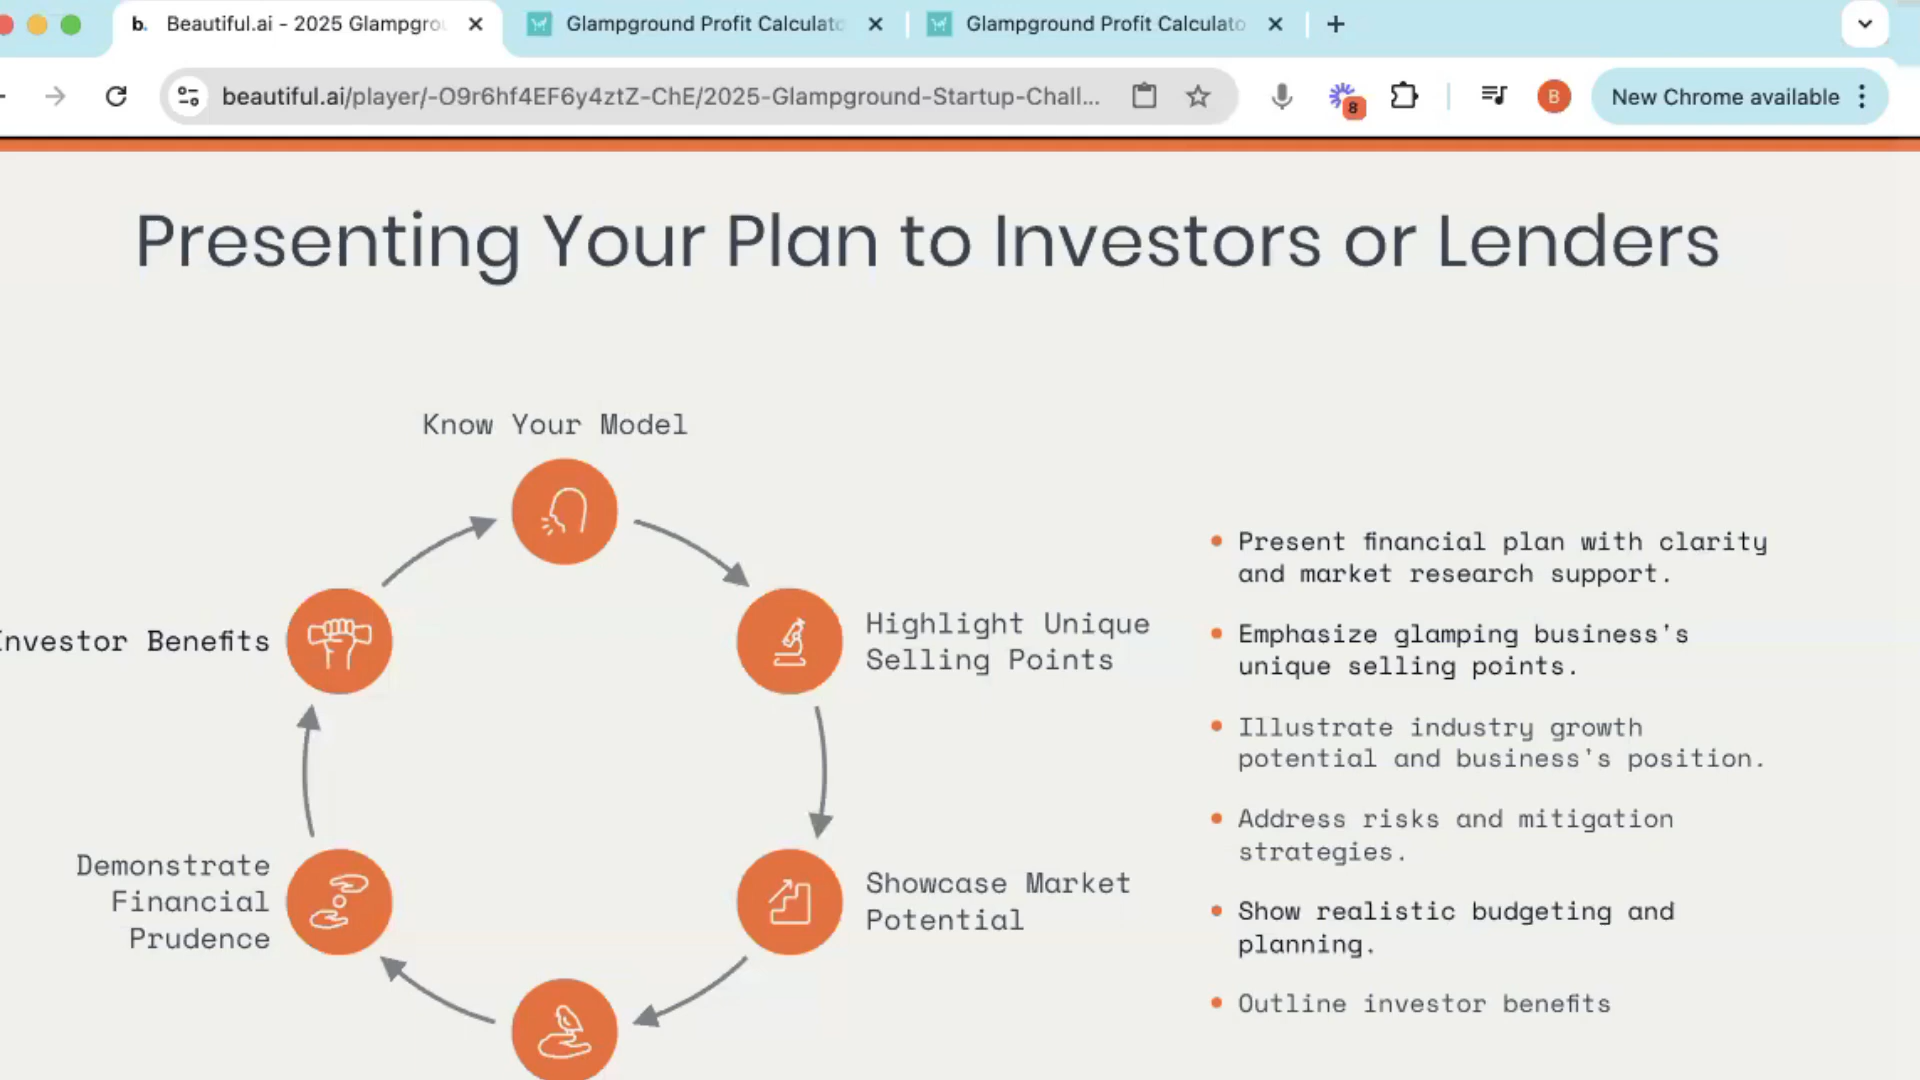 b. Beautiful.ai - 2025 Glampgro
Glampground Profit Calculato
Glampground Profit Calculato
beautiful.ai/player/-O9r6hf4EF6y4ztZ-ChE/2025-Glampground-Startup-Chall...
8
B
New Chrome available
Presenting Your Plan to Investors or Lenders
Know Your Model
Highlight Unique
Selling Points
Showcase Market
Potential
Investor Benefits
Demonstrate
Financial
Prudence
• Present financial plan with clarity
and market research support.
• Emphasize glamping business's
unique selling points.
• Illustrate industry growth
potential and business's position.
• Address risks and mitigation
strategies.
• Show realistic budgeting and
planning.
• Outline investor benefits